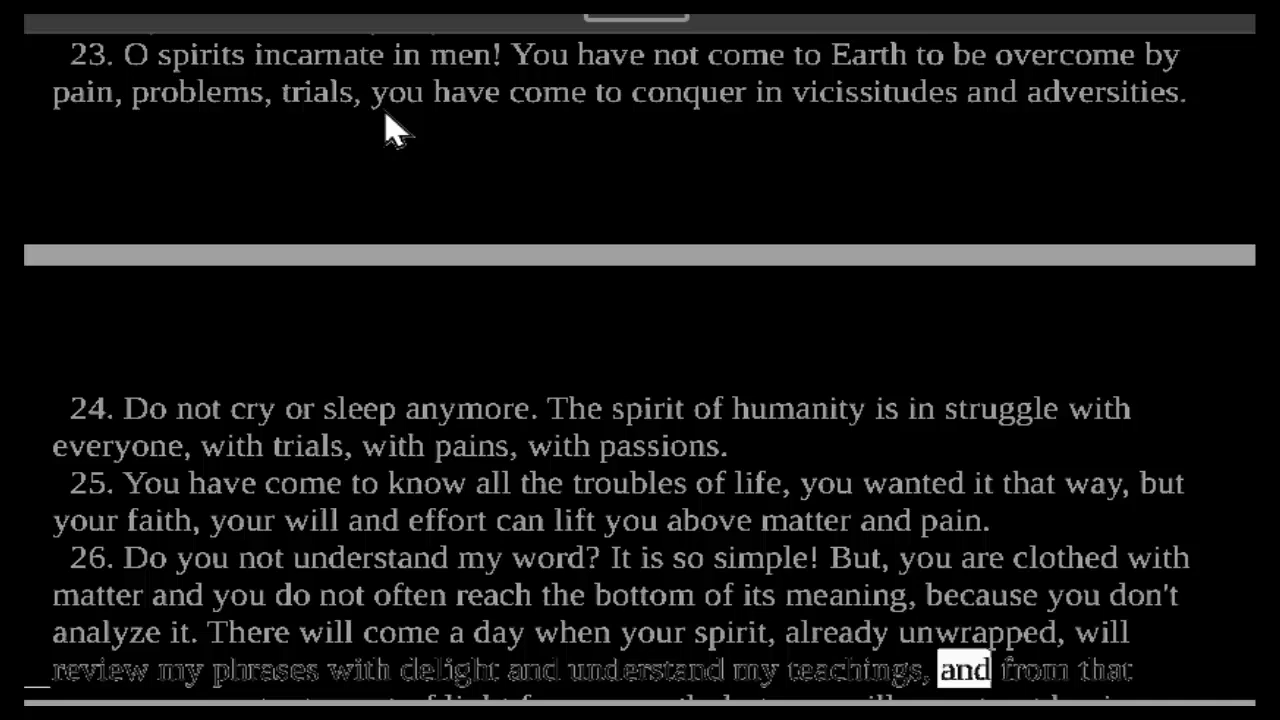 23. O spirits incarnate in men! You have not come to Earth to be overcome by
pain, problems, trials, you have come to conquer in vicissitudes and adversities.
24. Do not cry or sleep anymore. The spirit of humanity is in struggle with
everyone, with trials, with pains, with passions.
25. You have come to know all the troubles of life, you wanted it that way, but
your faith, your will and effort can lift you above matter and pain.
26. Do you not understand my word? It is so simple! But, you are clothed with
matter and you do not often reach the bottom of its meaning, because you don't
analyze it. There will come a day when your spirit, already unwrapped, will
review my phrases with delight and understand my teachings, and from that